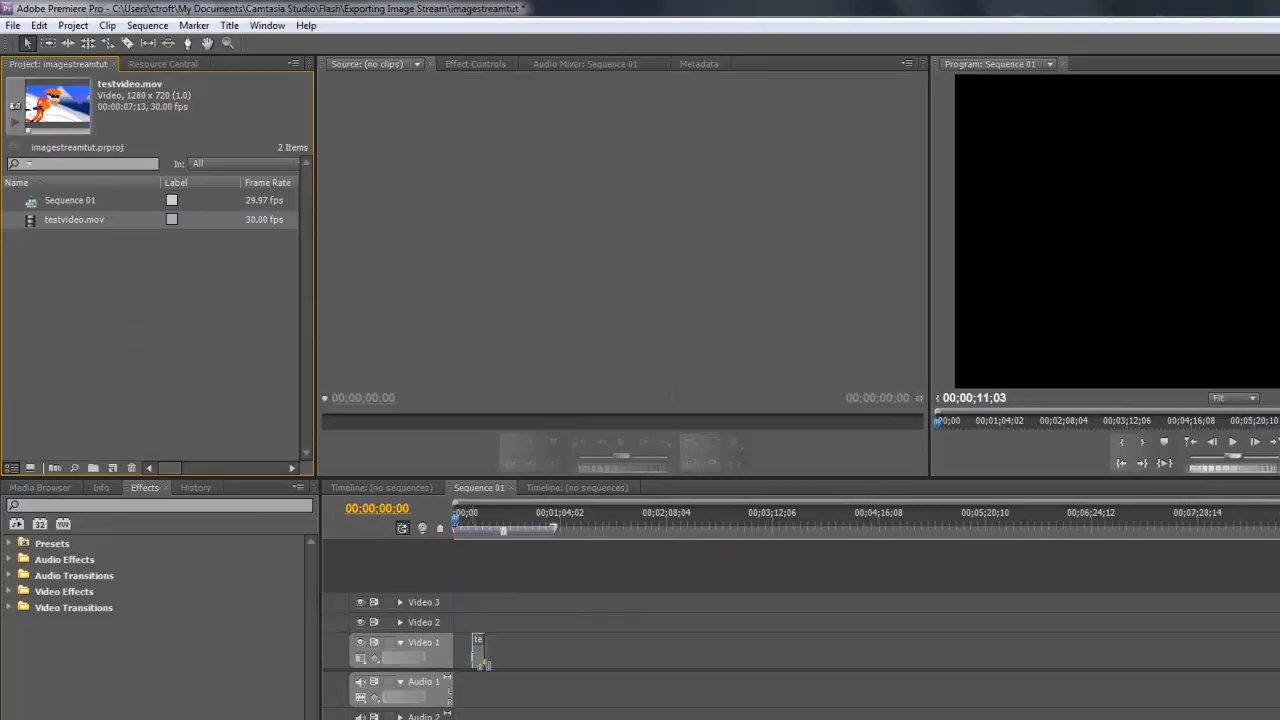 Adobe Premiere Pro - C:\Users\ctroft\My Documents\Camtasia Studio\Flash\Exporting Image Stream\imagestreamtut *
File Edit Project Clip Sequence Marker Title Window Help
Project: imagestreamtut Resource Central
testvideo.mov
Video, 1280 x 720 (1.0)
00:00:07:13, 30.00 fps
imagestreamtut.prproj 2 Items
In: All
Name Label Frame Rate
Sequence 01 29.97 fps
testvideo.mov 30.00 fps
Source: (no clips) Effect Controls Audio Mixer: Sequence 01 Metadata
00;00;00;00 00;00;00;00
Program: Sequence 01
00;00;11;03 Fit
00;00 00;01;04;02 00;02;08;04 00;03;12;06 00;04;16;08 00;05;20;10
Media Browser Info Effects History
32 YUV
Presets
Audio Effects
Audio Transitions
Video Effects
Video Transitions
Timeline: (no sequences) Sequence 01 Timeline: (no sequences)
00;00;00;00
00;00 00;01;04;02 00;02;08;04 00;03;12;06 00;04;16;08 00;05;20;10 00;06;24;12 00;07;28;14
Video 3
Video 2
Video 1 te
Audio 1 L
R
Audio 2